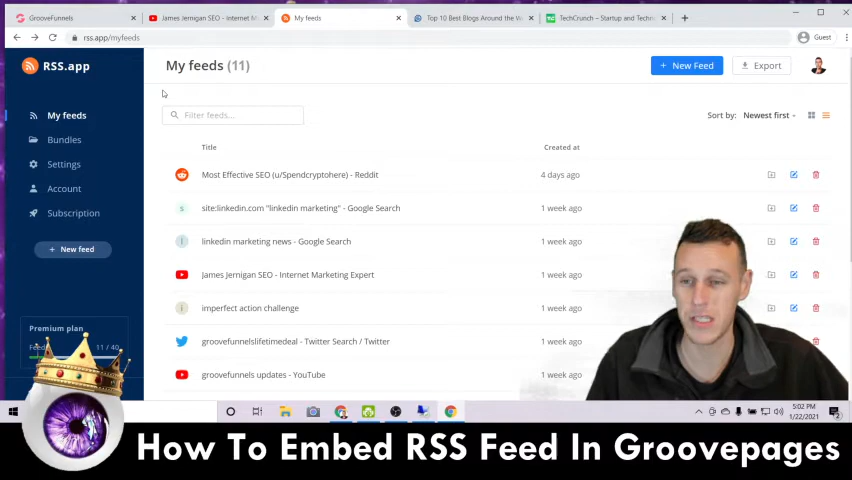 GrooveFunnels
James Jernigan SEO - Internet M
My feeds
Top 10 Best Blogs Around the
TechCrunch – Startup and Techn
rss.app/myfeeds
Guest
RSS.app
My feeds (11)
+ New Feed
Export
My feeds
Filter feeds...
Sort by: Newest first
Bundles
Title
Created at
Settings
Most Effective SEO (u/Spendcryptohere) - Reddit
4 days ago
Account
site:linkedin.com "linkedin marketing" - Google Search
1 week ago
Subscription
linkedin marketing news - Google Search
1 week ago
+ New feed
James Jernigan SEO - Internet Marketing Expert
1 week ago
imperfect action challenge
1 week ago
Premium plan
11 / 40
groovefunnelslifetimedeal - Twitter Search / Twitter
1 week ago
groovefunnels updates - YouTube
1 week ago
5:02 PM
1/22/2021
How To Embed RSS Feed In Groovepages